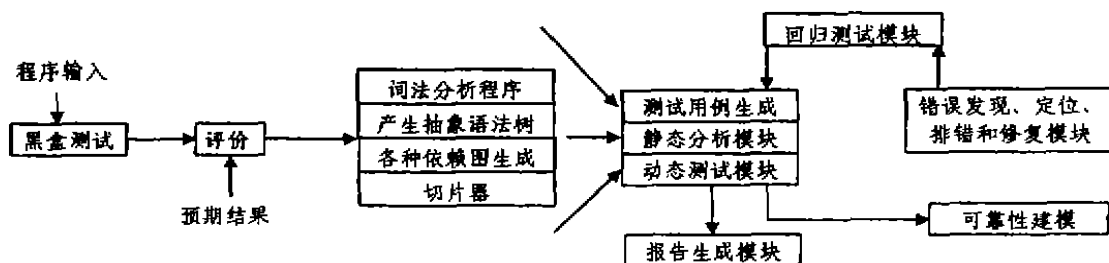 回归测试模块
程序输入
词法分析程序
测试用例生成
错误发现、定位、
排错和修复模块
黑盒测试
评价
产生抽象语法树
静态分析模块
各种依赖图生成
动态测试模块
切片器
预期结果
可靠性建模
报告生成模块